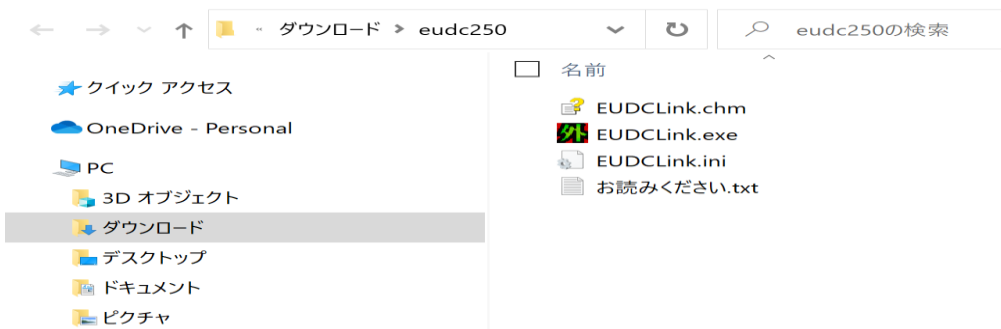 « ダウンロード > eudc250
eudc250の検索
クイック アクセス
OneDrive - Personal
PC
3D オブジェクト
ダウンロード
デスクトップ
ドキュメント
ピクチャ
名前
EUDCLink.chm
外 EUDCLink.exe
EUDCLink.ini
お読みください.txt